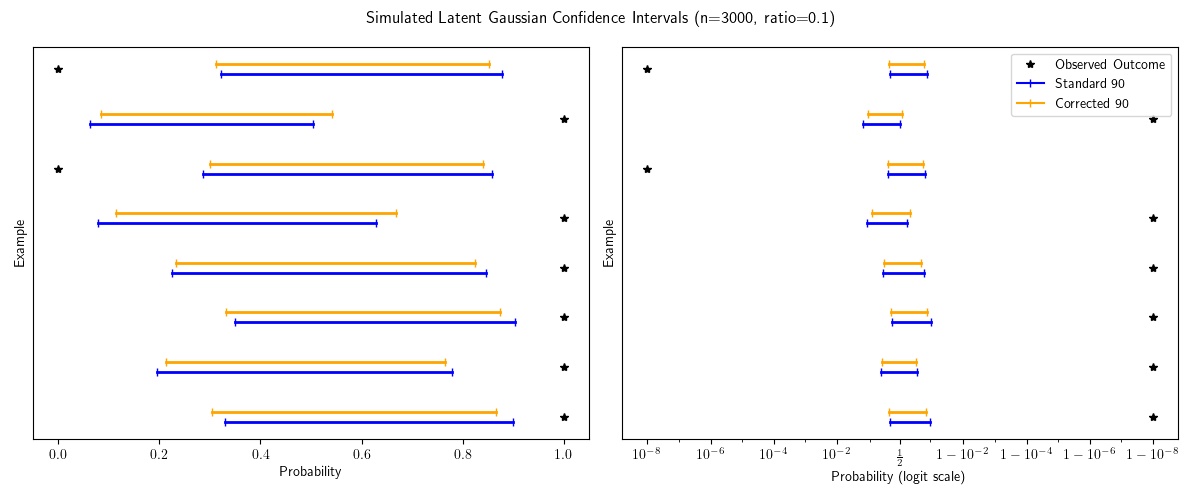 Simulated Latent Gaussian Confidence Intervals (n=3000, ratio=0.1)
Example
0.0 0.2 0.4 0.6 0.8 1.0
Probability
Observed Outcome
Standard 90
Corrected 90
Example
10⁻⁸ 10⁻⁶ 10⁻⁴ 10⁻² 1/2 1−10⁻² 1−10⁻⁴ 1−10⁻⁶ 1−10⁻⁸
Probability (logit scale)